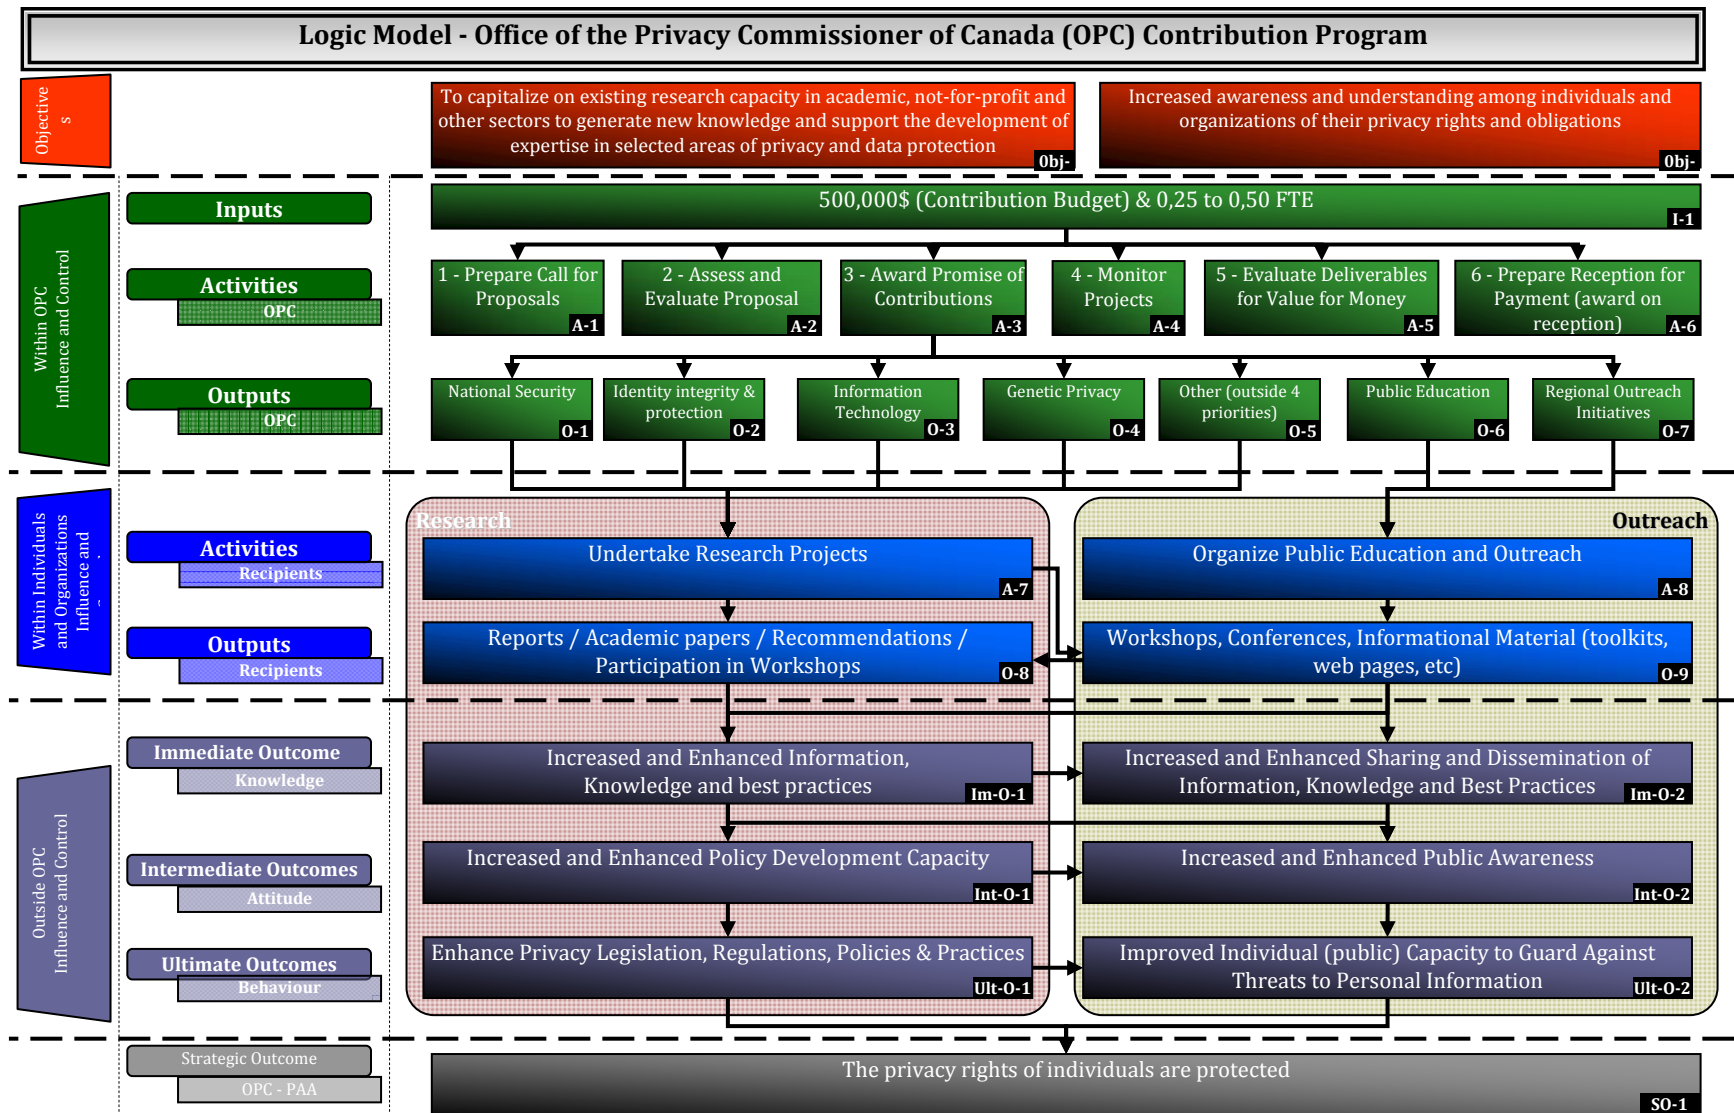 Logic Model - Office of the Privacy Commissioner of Canada (OPC) Contribution Program
Objective
s
To capitalize on existing research capacity in academic, not-for-profit and
other sectors to generate new knowledge and support the development of
expertise in selected areas of privacy and data protection
0bj-
Increased awareness and understanding among individuals and
organizations of their privacy rights and obligations
0bj-
Within OPC
Influence and Control
Inputs
500,000$ (Contribution Budget) & 0,25 to 0,50 FTE
I-1
Activities
OPC
1 - Prepare Call for
Proposals
A-1
2 - Assess and
Evaluate Proposal
A-2
3 - Award Promise of
Contributions
A-3
4 - Monitor
Projects
A-4
5 - Evaluate Deliverables
for Value for Money
A-5
6 - Prepare Reception for
Payment (award on
reception)
A-6
Outputs
OPC
National Security
O-1
Identity integrity &
protection
O-2
Information
Technology
O-3
Genetic Privacy
O-4
Other (outside 4
priorities)
O-5
Public Education
O-6
Regional Outreach
Initiatives
O-7
Within Individuals
and Organizations
Influence and
Research
Outreach
Activities
Recipients
Undertake Research Projects
A-7
Organize Public Education and Outreach
A-8
Outputs
Recipients
Reports / Academic papers / Recommendations /
Participation in Workshops
O-8
Workshops, Conferences, Informational Material (toolkits,
web pages, etc)
O-9
Outside OPC
Influence and Control
Immediate Outcome
Knowledge
Increased and Enhanced Information,
Knowledge and best practices
Im-O-1
Increased and Enhanced Sharing and Dissemination of
Information, Knowledge and Best Practices
Im-O-2
Intermediate Outcomes
Attitude
Increased and Enhanced Policy Development Capacity
Int-O-1
Increased and Enhanced Public Awareness
Int-O-2
Ultimate Outcomes
Behaviour
Enhance Privacy Legislation, Regulations, Policies & Practices
Ult-O-1
Improved Individual (public) Capacity to Guard Against
Threats to Personal Information
Ult-O-2
Strategic Outcome
OPC - PAA
The privacy rights of individuals are protected
SO-1